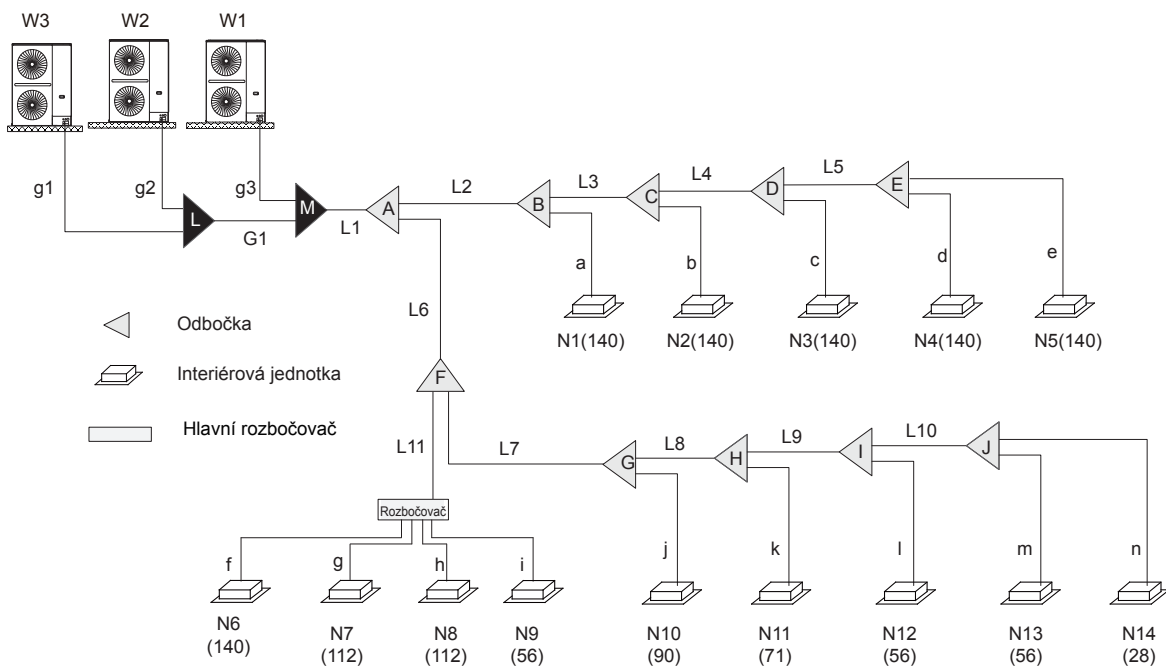 W3 W2 W1
g1 g2 g3
L M A L2 B L3 C L4 D L5 E
G1 L1
a b c d e
L6
Odbočka
N1(140) N2(140) N3(140) N4(140) N5(140)
Interiérová jednotka
F
Hlavní rozbočovač
L11 L7 G L8 H L9 I L10 J
Rozbočovač
f g h i j k l m n
N6 N7 N8 N9 N10 N11 N12 N13 N14
(140) (112) (112) (56) (90) (71) (56) (56) (28)